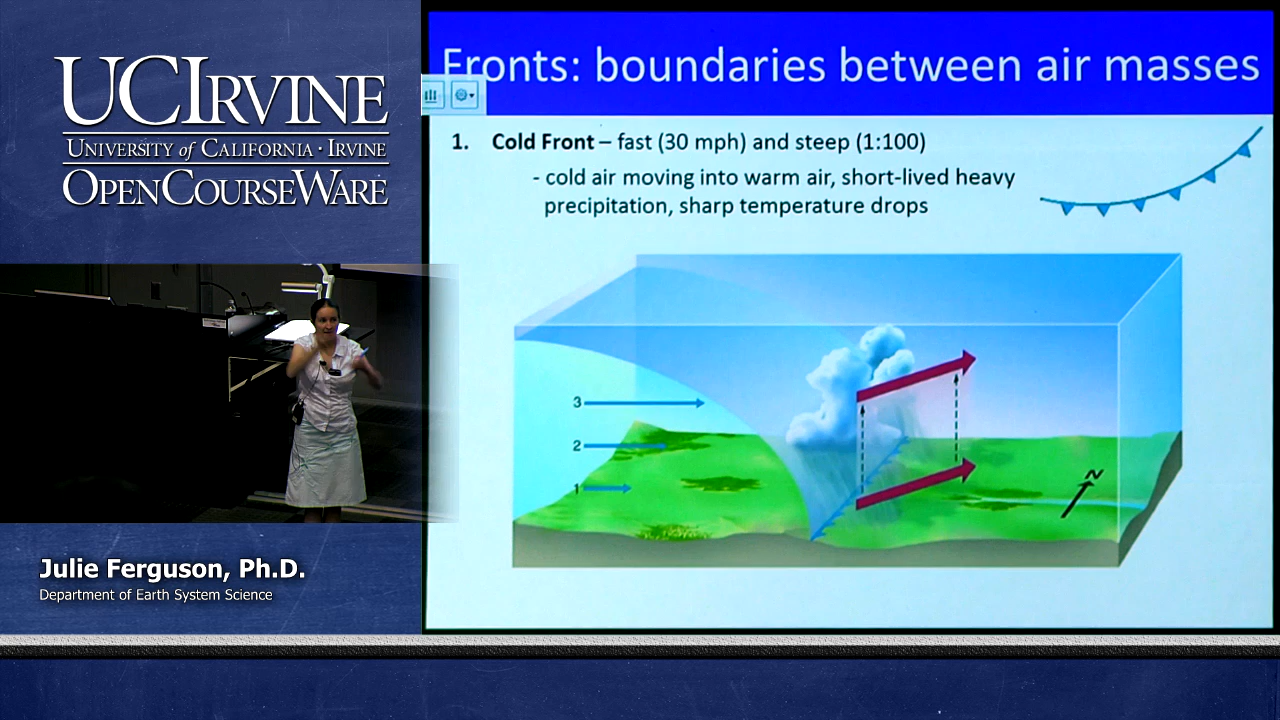 UCIRVINE
UNIVERSITY of CALIFORNIA · IRVINE
OPENCOURSEWARE
Julie Ferguson, Ph.D.
Department of Earth System Science
Fronts: boundaries between air masses
1. Cold Front – fast (30 mph) and steep (1:100)
- cold air moving into warm air, short-lived heavy
precipitation, sharp temperature drops
3
2
1
N